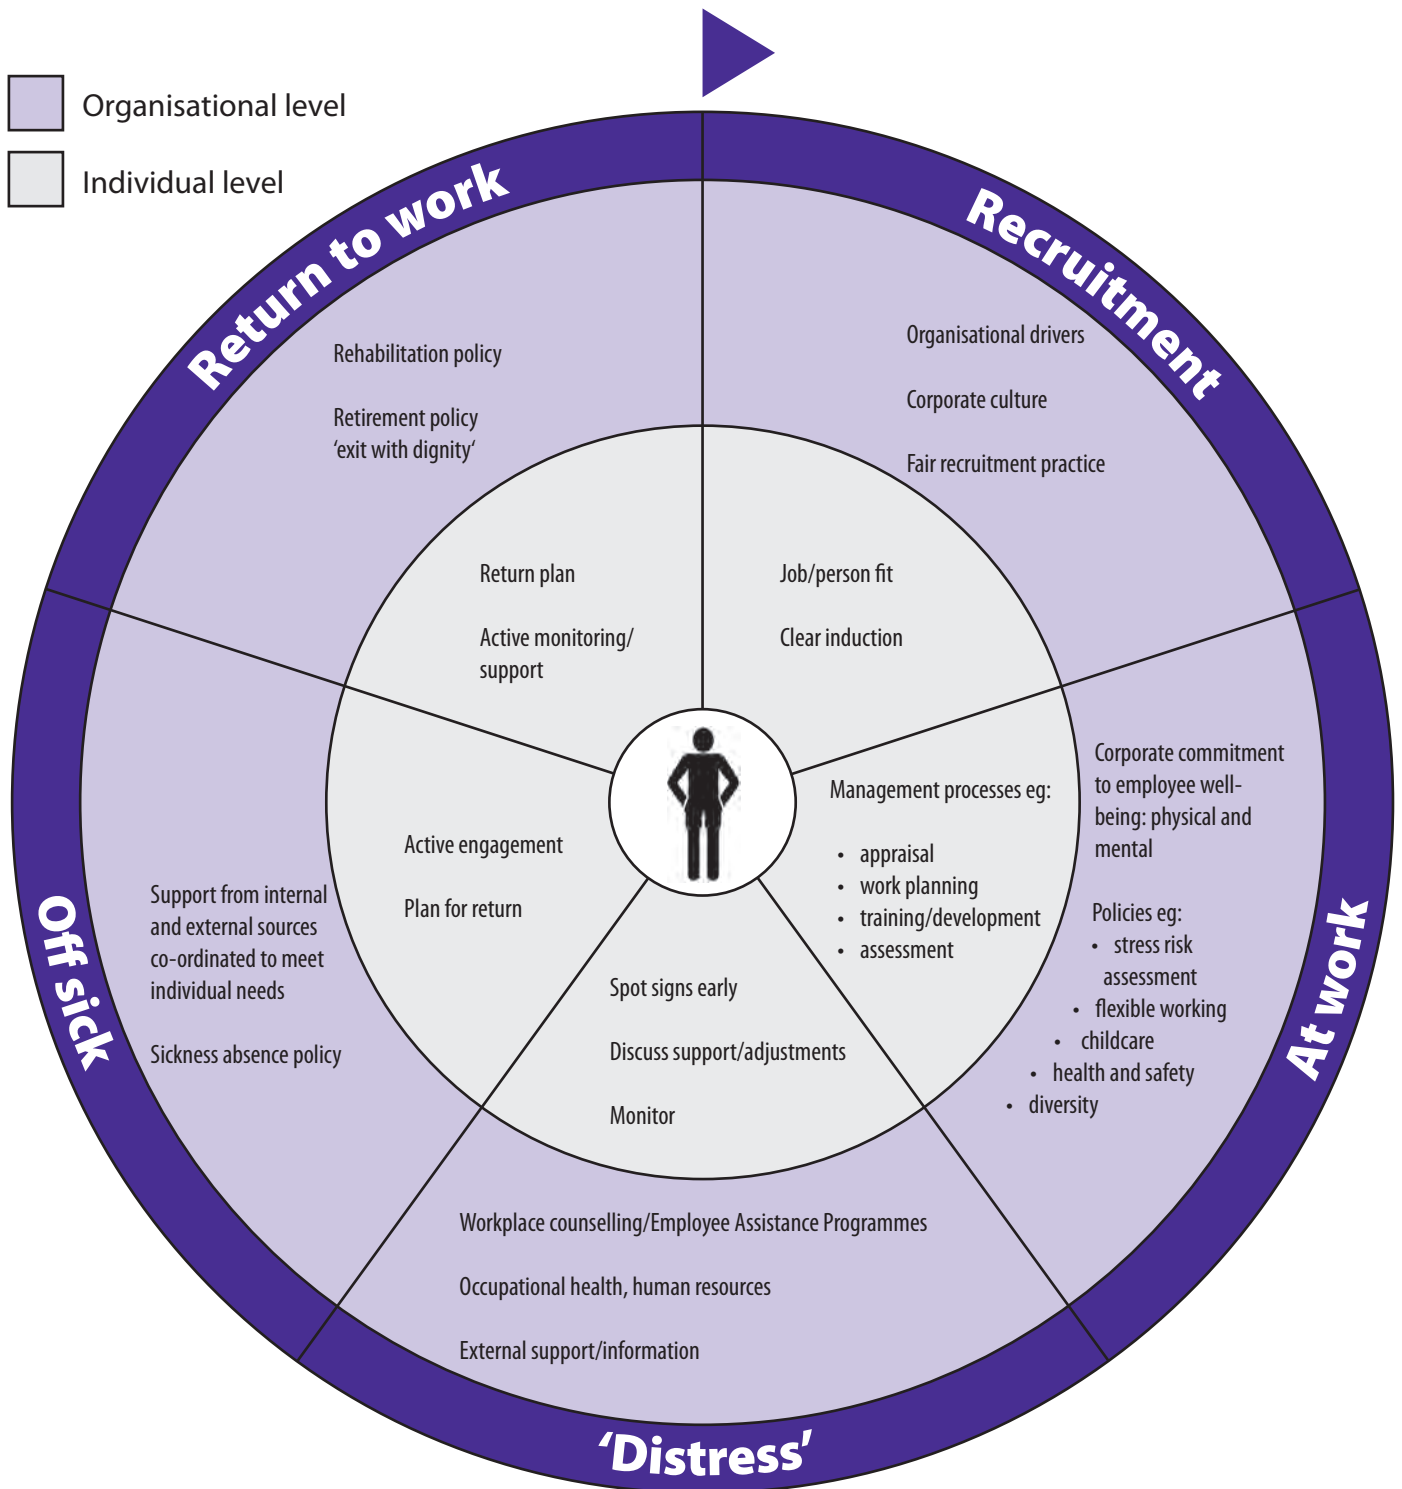 Organisational level
Individual level
Return to work
Recruitment
Rehabilitation policy
Retirement policy
‘exit with dignity‘
Organisational drivers
Corporate culture
Fair recruitment practice
Return plan
Active monitoring/
support
Job/person fit
Clear induction
Management processes eg:
• appraisal
• work planning
• training/development
• assessment
Corporate commitment
to employee well-
being: physical and
mental
Policies eg:
• stress risk
assessment
• flexible working
• childcare
• health and safety
• diversity
At work
Active engagement
Plan for return
Support from internal
and external sources
co-ordinated to meet
individual needs
Sickness absence policy
Off sick
Spot signs early
Discuss support/adjustments
Monitor
Workplace counselling/Employee Assistance Programmes
Occupational health, human resources
External support/information
‘Distress’